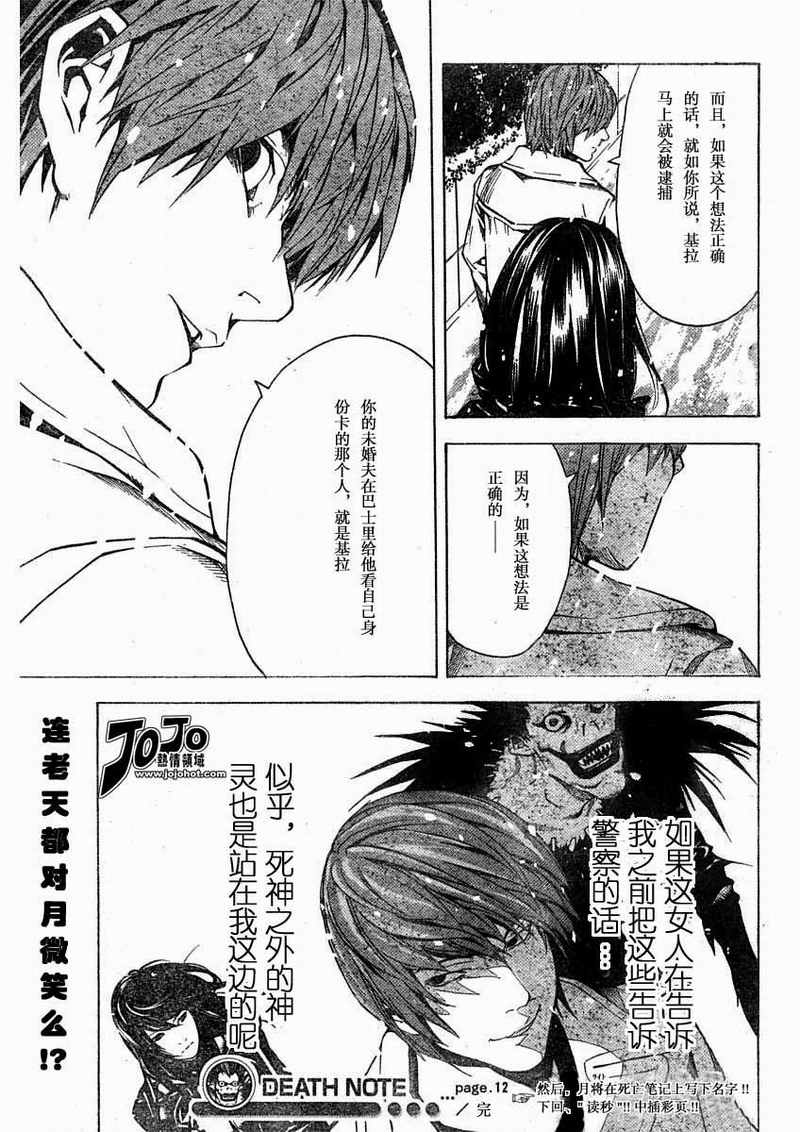 而且，如果这个想法正确
的话，就如你所说，基拉
马上就会被逮捕
因为，如果这想法是
正确的——
你的未婚夫在巴士里给他看自己身
份卡的那个人，就是基拉
如果这女人在告诉
我之前把这些告诉
警察的话…
似乎，死神之外的神
灵也是站在我这边的呢
JOJO
熱情領域
www.jojohot.com
连老天都对月微笑么!?
DEATH NOTE
...page.12
／完
ライト
然后，月将在死亡笔记上写下名字!!
下回、"读秒"!!中插彩页!!